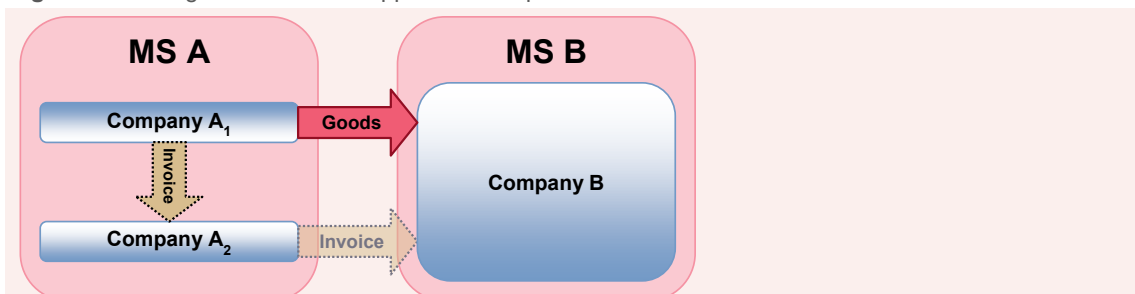 MS A
MS B
Company A1
Goods
Invoice
Company B
Company A2
Invoice